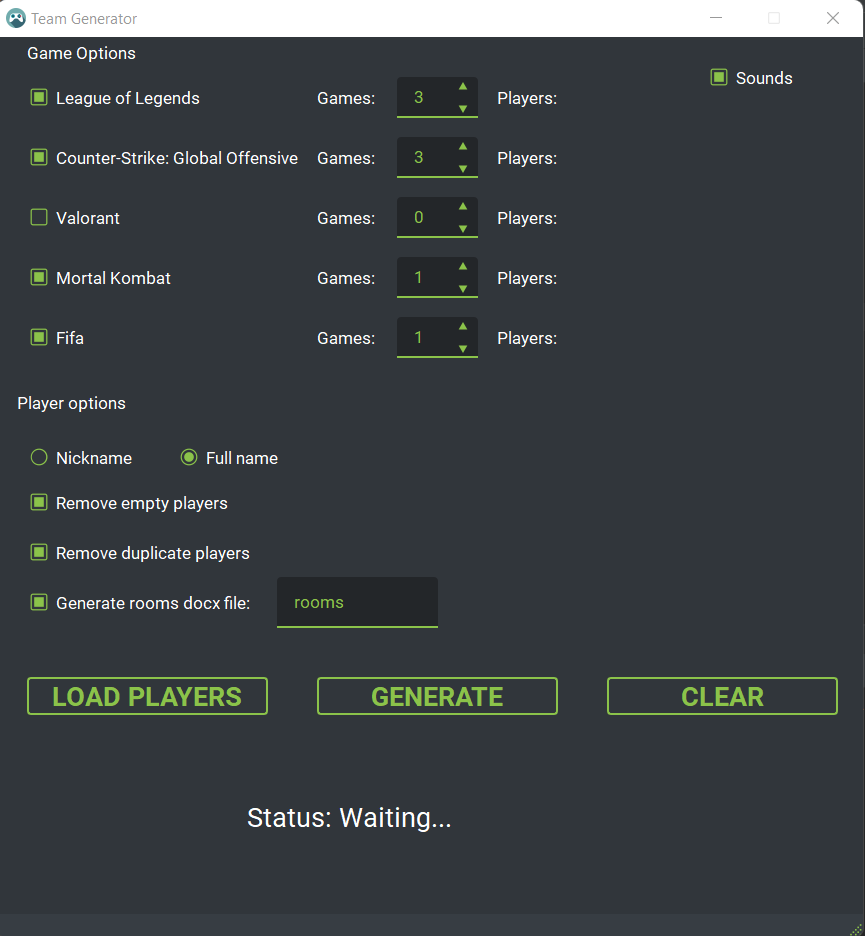 Team Generator
Game Options
Sounds
League of Legends Games: 3 Players:
Counter-Strike: Global Offensive Games: 3 Players:
Valorant Games: 0 Players:
Mortal Kombat Games: 1 Players:
Fifa Games: 1 Players:
Player options
Nickname Full name
Remove empty players
Remove duplicate players
Generate rooms docx file: rooms
LOAD PLAYERS GENERATE CLEAR
Status: Waiting...